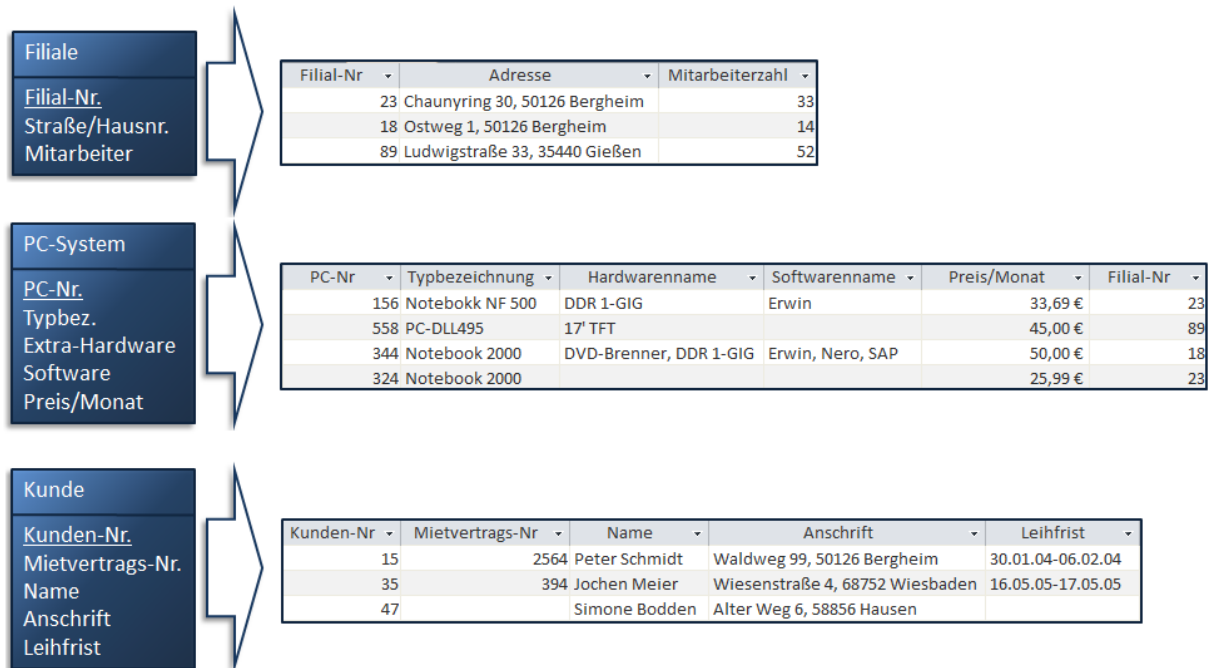 Filiale
Filial-Nr.
Straße/Hausnr.
Mitarbeiter
Filial-Nr Adresse Mitarbeiterzahl
23 Chaunyring 30, 50126 Bergheim 33
18 Ostweg 1, 50126 Bergheim 14
89 Ludwigstraße 33, 35440 Gießen 52
PC-System
PC-Nr.
Typbez.
Extra-Hardware
Software
Preis/Monat
PC-Nr Typbezeichnung Hardwarenname Softwarenname Preis/Monat Filial-Nr
156 Notebokk NF 500 DDR 1-GIG Erwin 33,69 € 23
558 PC-DLL495 17' TFT 45,00 € 89
344 Notebook 2000 DVD-Brenner, DDR 1-GIG Erwin, Nero, SAP 50,00 € 18
324 Notebook 2000 25,99 € 23
Kunde
Kunden-Nr.
Mietvertrags-Nr.
Name
Anschrift
Leihfrist
Kunden-Nr Mietvertrags-Nr Name Anschrift Leihfrist
15 2564 Peter Schmidt Waldweg 99, 50126 Bergheim 30.01.04-06.02.04
35 394 Jochen Meier Wiesenstraße 4, 68752 Wiesbaden 16.05.05-17.05.05
47 Simone Bodden Alter Weg 6, 58856 Hausen